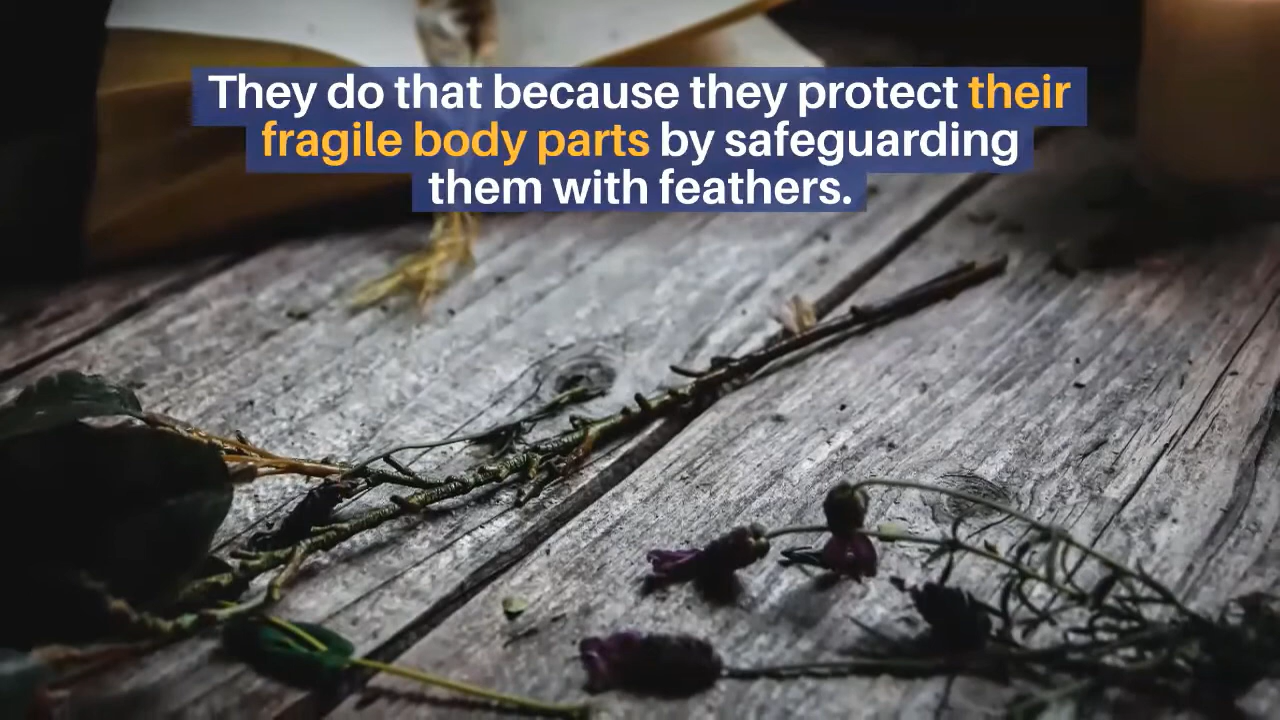 They do that because they protect their
fragile body parts by safeguarding
them with feathers.